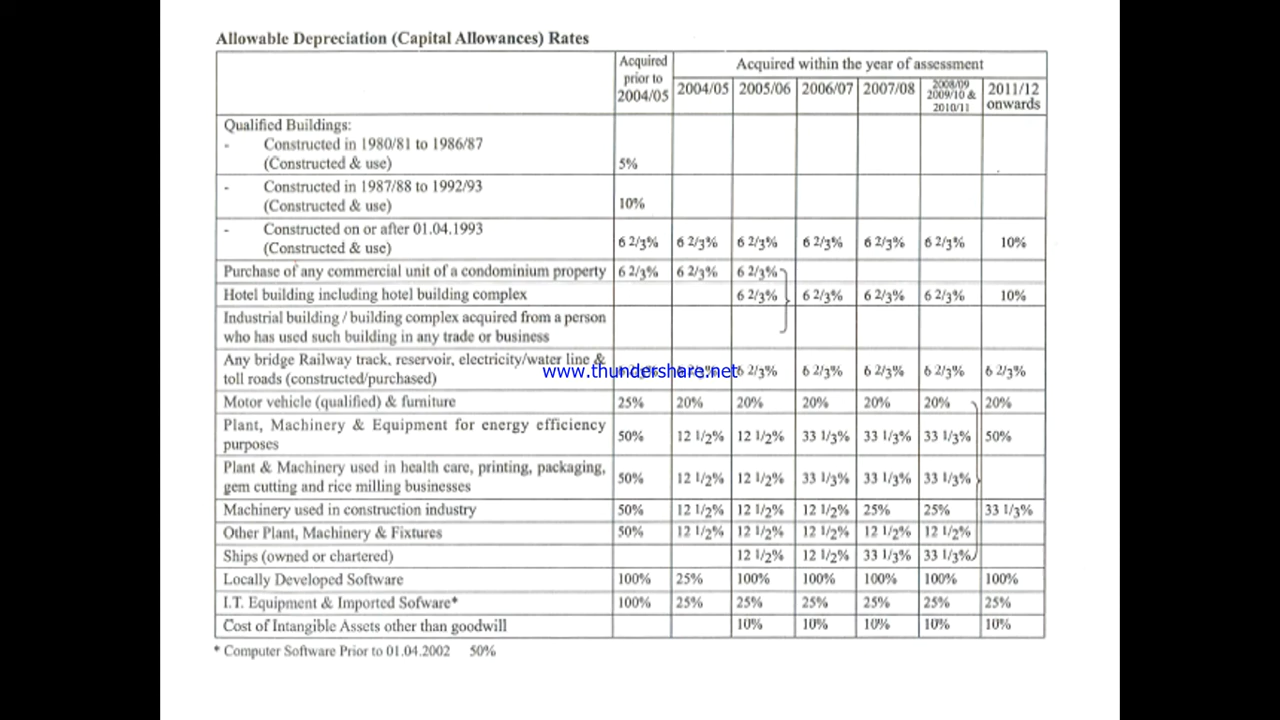 Allowable Depreciation (Capital Allowances) Rates
Acquired prior to 2004/05 Acquired within the year of assessment
2004/05 2005/06 2006/07 2007/08 2008/09 2009/10 & 2010/11 2011/12 onwards
Qualified Buildings:
- Constructed in 1980/81 to 1986/87
(Constructed & use) 5%
- Constructed in 1987/88 to 1992/93
(Constructed & use) 10%
- Constructed on or after 01.04.1993
(Constructed & use) 6 2/3% 6 2/3% 6 2/3% 6 2/3% 6 2/3% 6 2/3% 10%
Purchase of any commercial unit of a condominium property 6 2/3% 6 2/3% 6 2/3%
Hotel building including hotel building complex 6 2/3% 6 2/3% 6 2/3% 6 2/3% 10%
Industrial building / building complex acquired from a person
who has used such building in any trade or business
Any bridge Railway track, reservoir, electricity/water line &
toll roads (constructed/purchased) 6 2/3% 6 2/3% 6 2/3% 6 2/3% 6 2/3%
www.thundershare.net
Motor vehicle (qualified) & furniture 25% 20% 20% 20% 20% 20% 20%
Plant, Machinery & Equipment for energy efficiency
purposes 50% 12 1/2% 12 1/2% 33 1/3% 33 1/3% 33 1/3% 50%
Plant & Machinery used in health care, printing, packaging,
gem cutting and rice milling businesses 50% 12 1/2% 12 1/2% 33 1/3% 33 1/3% 33 1/3%
Machinery used in construction industry 50% 12 1/2% 12 1/2% 12 1/2% 25% 25% 33 1/3%
Other Plant, Machinery & Fixtures 50% 12 1/2% 12 1/2% 12 1/2% 12 1/2% 12 1/2%
Ships (owned or chartered) 12 1/2% 12 1/2% 33 1/3% 33 1/3%
Locally Developed Software 100% 25% 100% 100% 100% 100% 100%
I.T. Equipment & Imported Sofware* 100% 25% 25% 25% 25% 25% 25%
Cost of Intangible Assets other than goodwill 10% 10% 10% 10% 10%
* Computer Software Prior to 01.04.2002 50%